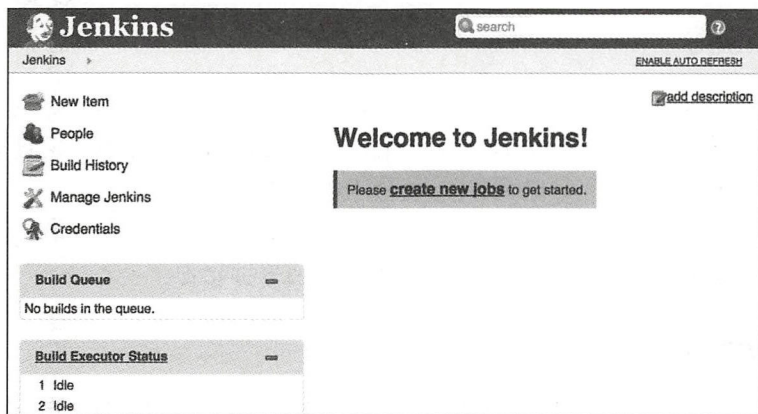 Jenkins
search
Jenkins
ENABLE AUTO REFRESH
New Item
People
Build History
Manage Jenkins
Credentials
add description
Welcome to Jenkins!
Please create new jobs to get started.
Build Queue
No builds in the queue.
Build Executor Status
1 Idle
2 Idle